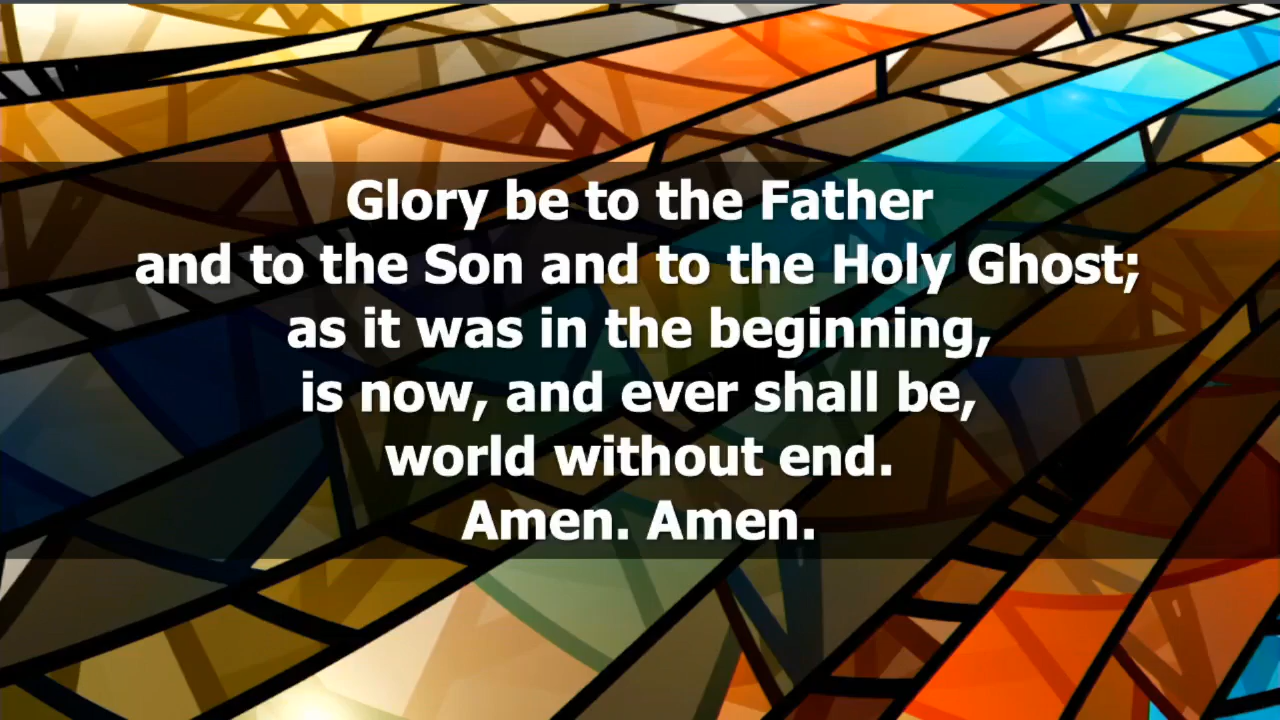 Glory be to the Father
and to the Son and to the Holy Ghost;
as it was in the beginning,
is now, and ever shall be,
world without end.
Amen. Amen.